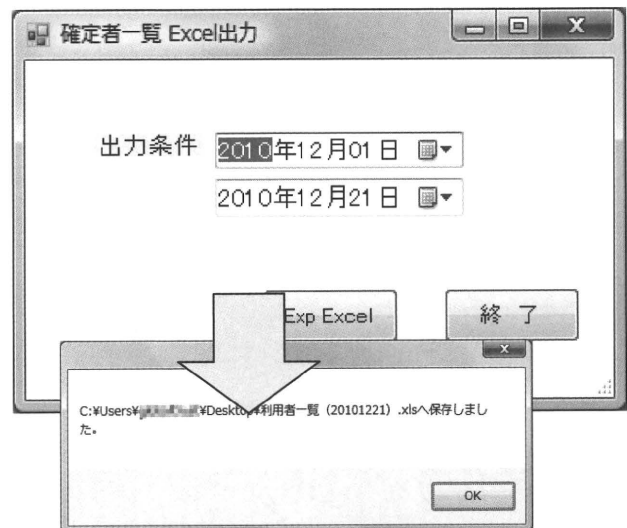 確定者一覧 Excel出力
出力条件 2010年12月01日
2010年12月21日
Exp Excel 終 了
C:¥Users¥ ¥Desktop¥利用者一覧（20101221）.xlsへ保存しまし
た。
OK